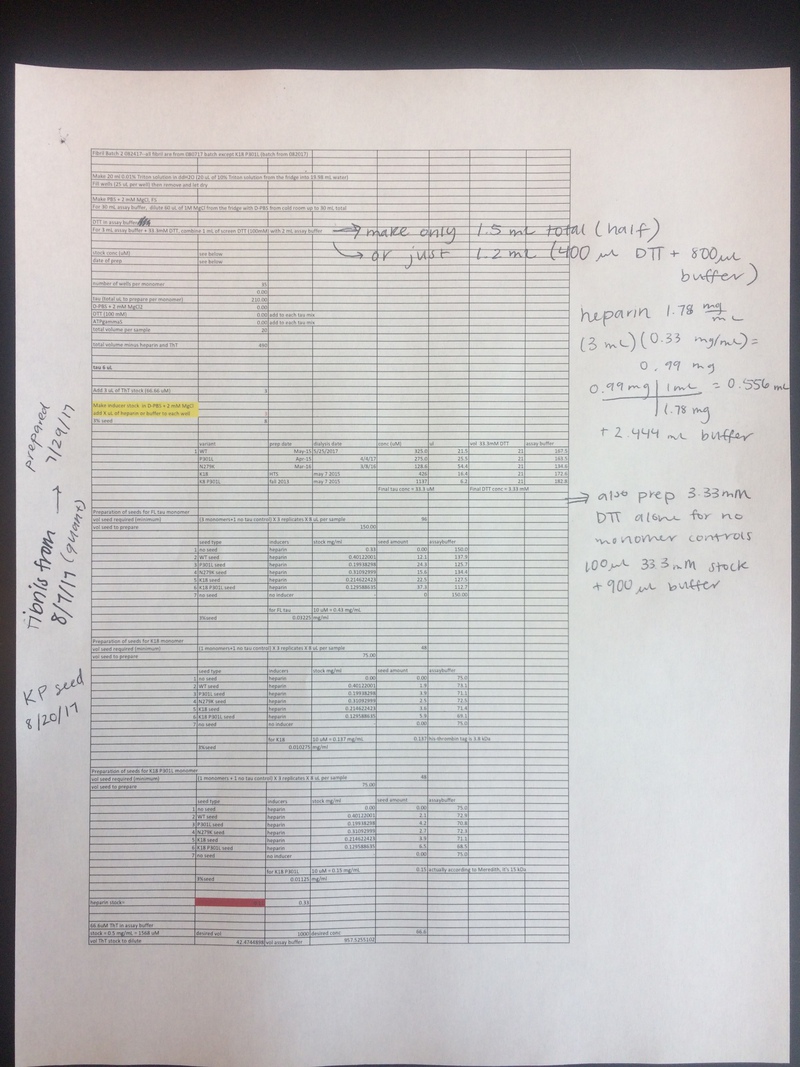 Fibril Batch 2 082417--all fibril are from 080717 batch except K18 P301L (batch from 082017)
Make 20 ml 0.01% Triton solution in ddH2O (20 uL of 10% Triton solution from the fridge into 19.98 mL water)
Fill wells (25 uL per well) then remove and let dry
Make PBS + 2 mM MgCl, FS
For 30 mL assay buffer, dilute 60 uL of 1M MgCl from the fridge with D-PBS from cold room up to 30 mL total
DTT in assay buffer
For 3 mL assay buffer + 33.3mM DTT, combine 1 mL of screen DTT (100mM) with 2 mL assay buffer
→ make only 1.5 mL total (half)
↳ or just 1.2 mL (400 µL DTT + 800 µL buffer)
stock conc (uM) see below
date of prep see below
number of wells per monomer 35
0.00
tau (total uL to prepare per monomer) 210.00
D-PBS + 2 mM MgCl2 0.00
DTT (100 mM) 0.00 add to each tau mix
ATPgammaS 0.00 add to each tau mix
total volume per sample 20
total volume minus heparin and ThT
tau 6 uL
Add 3 uL of ThT stock (66.66 uM) 3
Make inducer stock in D-PBS + 2 mM MgCl
add X uL of heparin or buffer to each well 3
3% seed 8
variant prep date dialysis date conc (uM) ul vol 33.3mM DTT assay buffer
1 WT May-15 5/25/2017 325.0 21.5 21 167.5
P301L Apr-15 4/4/17 275.0 25.5 21 163.5
N279K Mar-16 3/8/16 128.6 54.4 21 134.6
K18 HTS may 7 2015 426 16.4 21 172.6
K8 P301L fall 2013 may 7 2015 1137 6.2 21 182.8
Final tau conc = 33.3 uM Final DTT conc = 3.33 mM
Preparation of seeds for FL tau monomer
vol seed required (minimum) (3 monomers+1 no tau control) X 3 replicates X 8 uL per sample 96
vol seed to prepare 150.00
seed type inducers stock mg/ml seed amount assaybuffer
1 no seed heparin 0.33 0.00 150.0
2 WT seed heparin 0.40122001 12.1 137.9
3 P301L seed heparin 0.19938298 24.3 125.7
4 N279K seed heparin 0.31092999 15.6 134.4
5 K18 seed heparin 0.214622423 22.5 127.5
6 K18 P301L seed heparin 0.129588635 37.3 112.7
7 no seed no inducer 0 150.00
for FL tau 10 uM = 0.43 mg/mL
3%seed 0.03225 mg/ml
Preparation of seeds for K18 monomer
vol seed required (minimum) (1 monomers+1 no tau control) X 3 replicates X 8 uL per sample 48
vol seed to prepare 75.00
seed type inducers stock mg/ml seed amount assaybuffer
1 no seed heparin 0.00 0.00 75.0
2 WT seed heparin 0.40122001 1.9 73.1
3 P301L seed heparin 0.19938298 3.9 71.1
4 N279K seed heparin 0.31092999 2.5 72.5
5 K18 seed heparin 0.214622423 3.6 71.4
6 K18 P301L seed heparin 0.129588635 5.9 69.1
7 no seed no inducer 0.00 75.0
for K18 10 uM = 0.137 mg/mL 0.137 his-thrombin tag is 3.8 kDa
3%seed 0.010275 mg/ml
Preparation of seeds for K18 P301L monomer
vol seed required (minimum) (1 monomers + 1 no tau control) X 3 replicates X 8 uL per sample 48
vol seed to prepare 75.00
seed type inducers stock mg/ml seed amount assaybuffer
1 no seed heparin 0.00 0.00 75.0
2 WT seed heparin 0.40122001 2.1 72.9
3 P301L seed heparin 0.19938298 4.2 70.8
4 N279K seed heparin 0.31092999 2.7 72.3
5 K18 seed heparin 0.214622423 3.9 71.1
6 K18 P301L seed heparin 0.129588635 6.5 68.5
7 no seed no inducer 0.00 75.0
for K18 P301L 10 uM = 0.15 mg/mL 0.15 actually according to Meredith, it's 15 kDa
3%seed 0.01125 mg/ml
heparin stock= 0.33
66.6uM ThT in assay buffer
stock = 0.5 mg/mL = 1568 uM desired vol 1000 desired conc 66.6
vol ThT stock to dilute 42.4744898 vol assay buffer 957.5255102
heparin 1.78 mg/mL
(3 mL)(0.33 mg/mL) =
0.99 mg
0.99 mg | 1 mL = 0.556 mL
| 1.78 mg
+ 2.444 mL buffer
→ also prep 3.33 mM
DTT alone for no
monomer controls
100 µL 33.3 mM stock
+ 900 µL buffer
Fibrils from → prepared 7/29/17
8/7/17 (quant)
KP seed
8/20/17